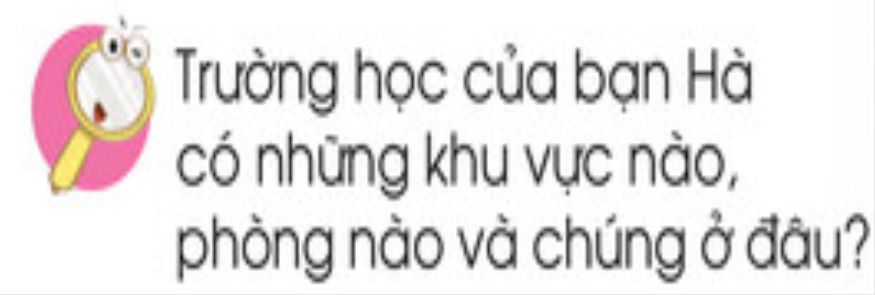 Trường học của bạn Hà
có những khu vực nào,
phòng nào và chúng ở đâu?